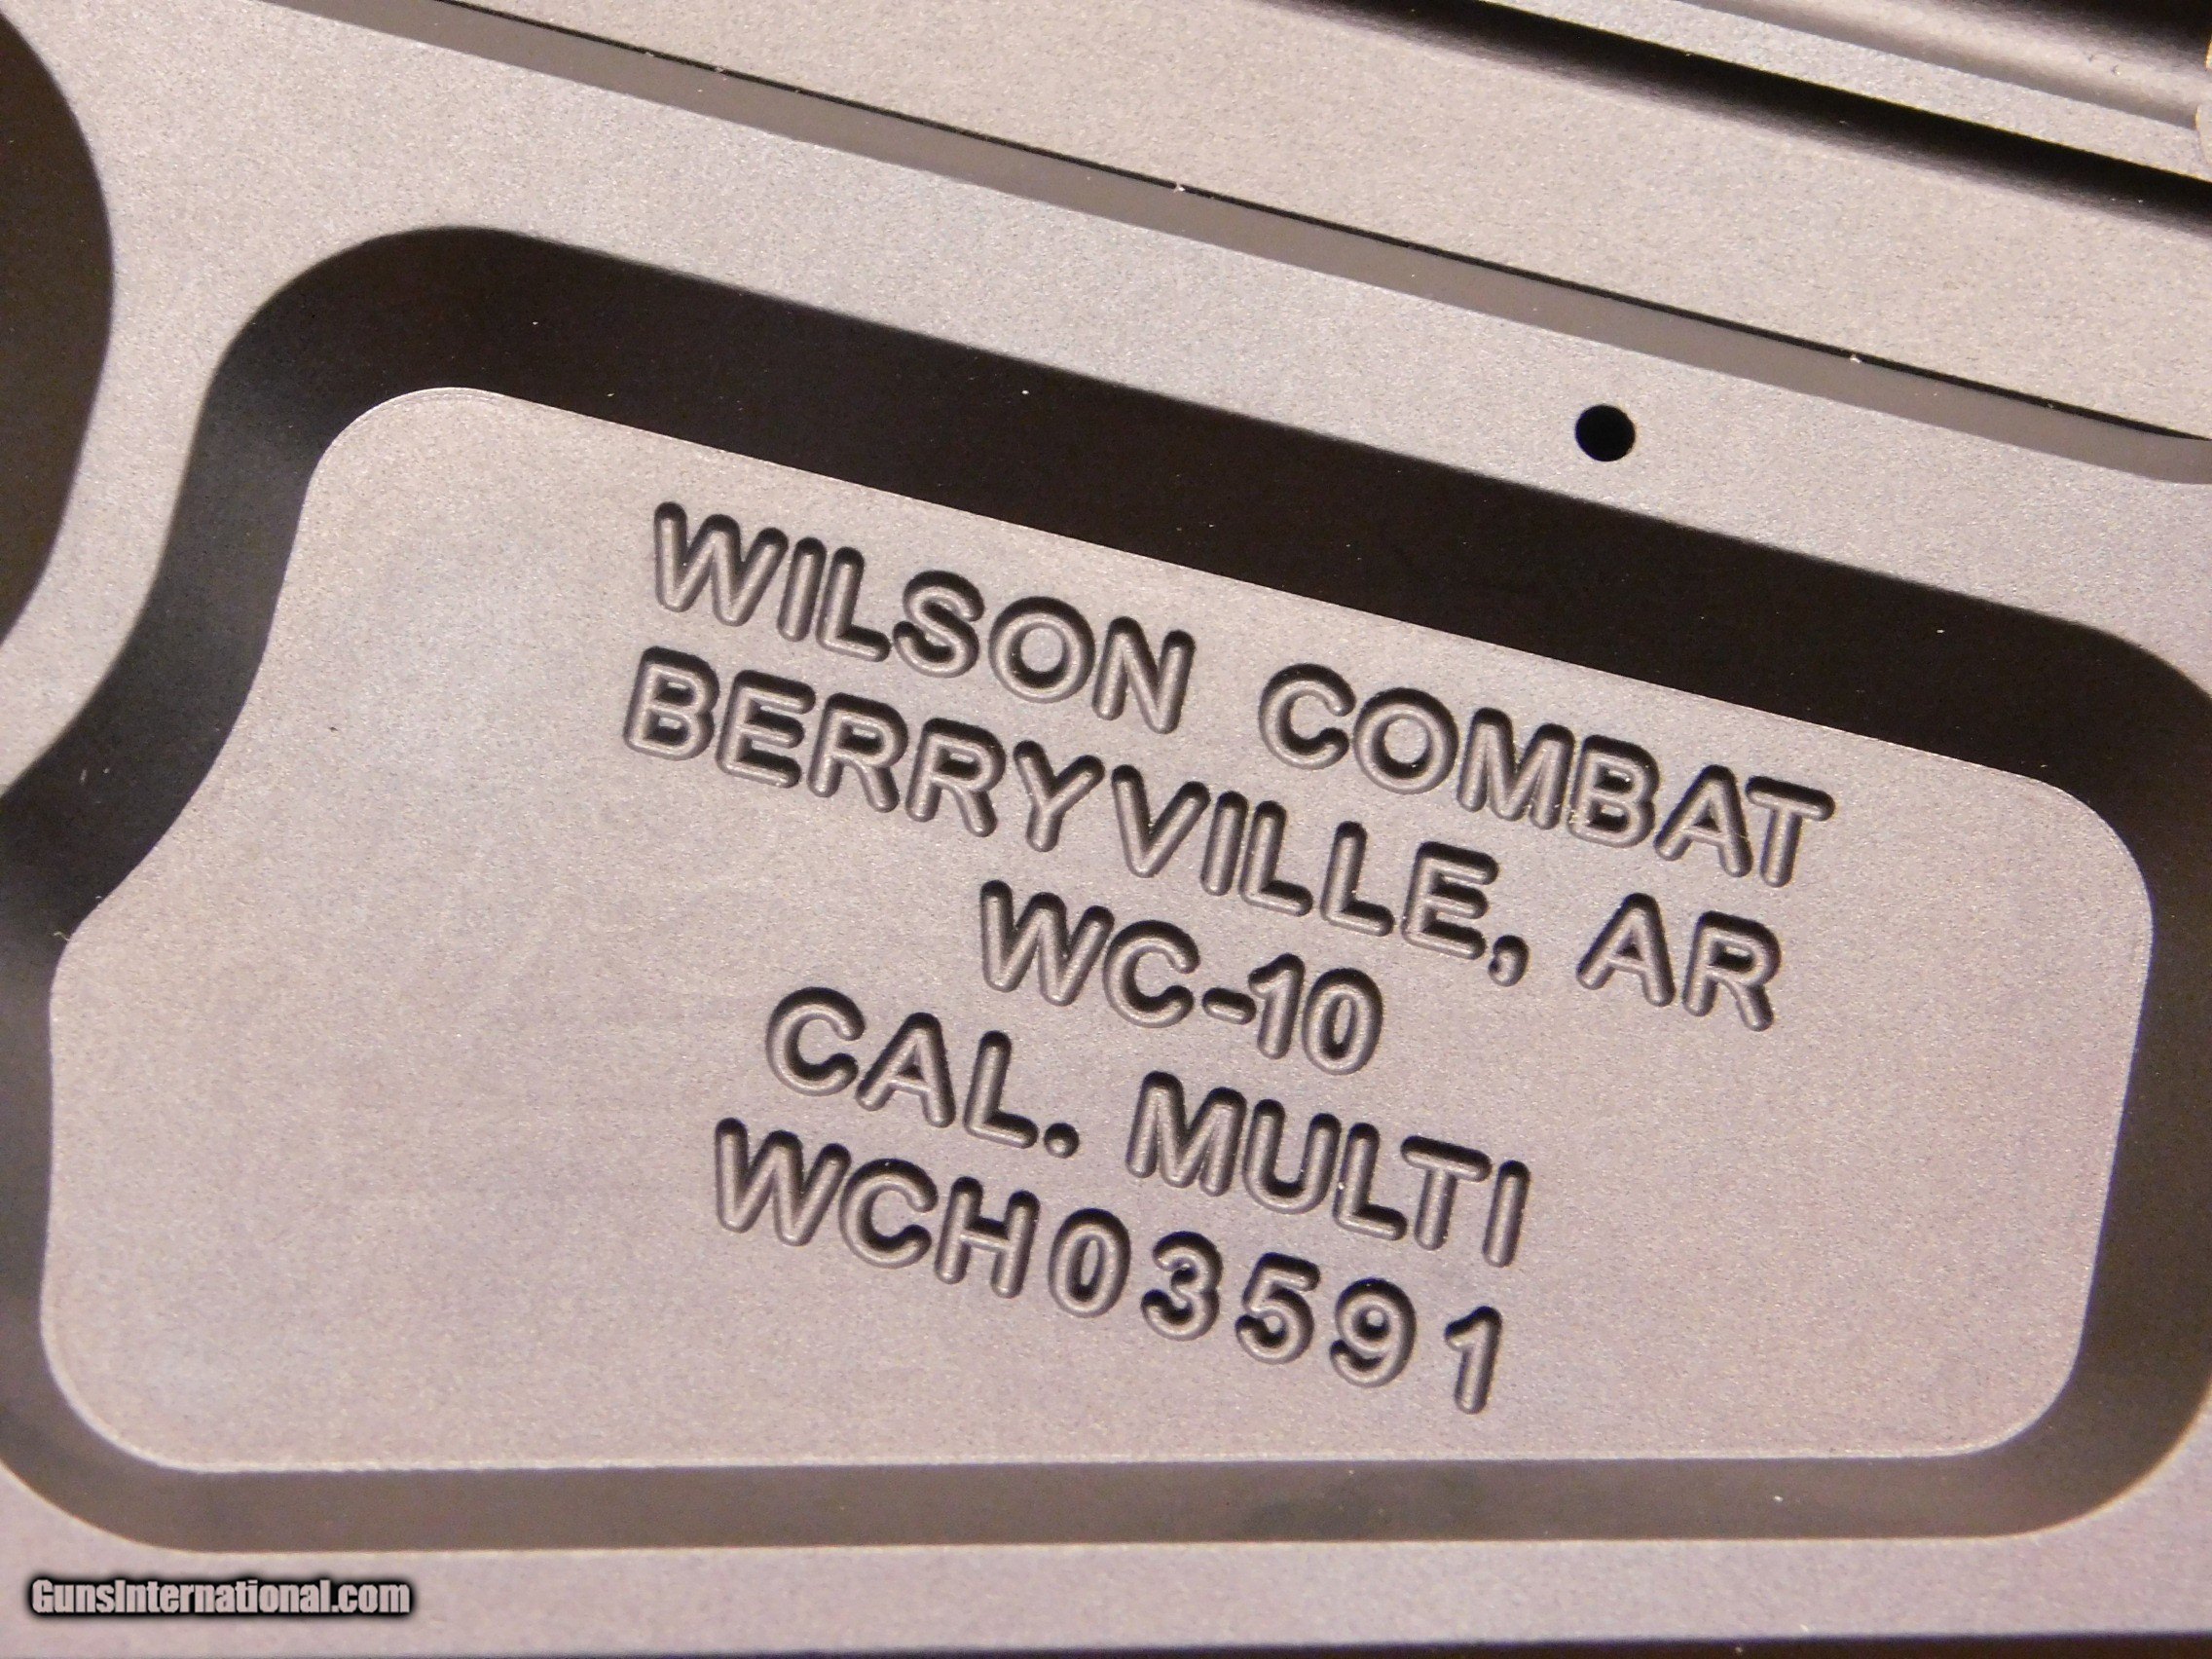 WILSON COMBAT
BERRYVILLE, AR
WC-10
CAL. MULTI
WCH03591
GunsInternational.com